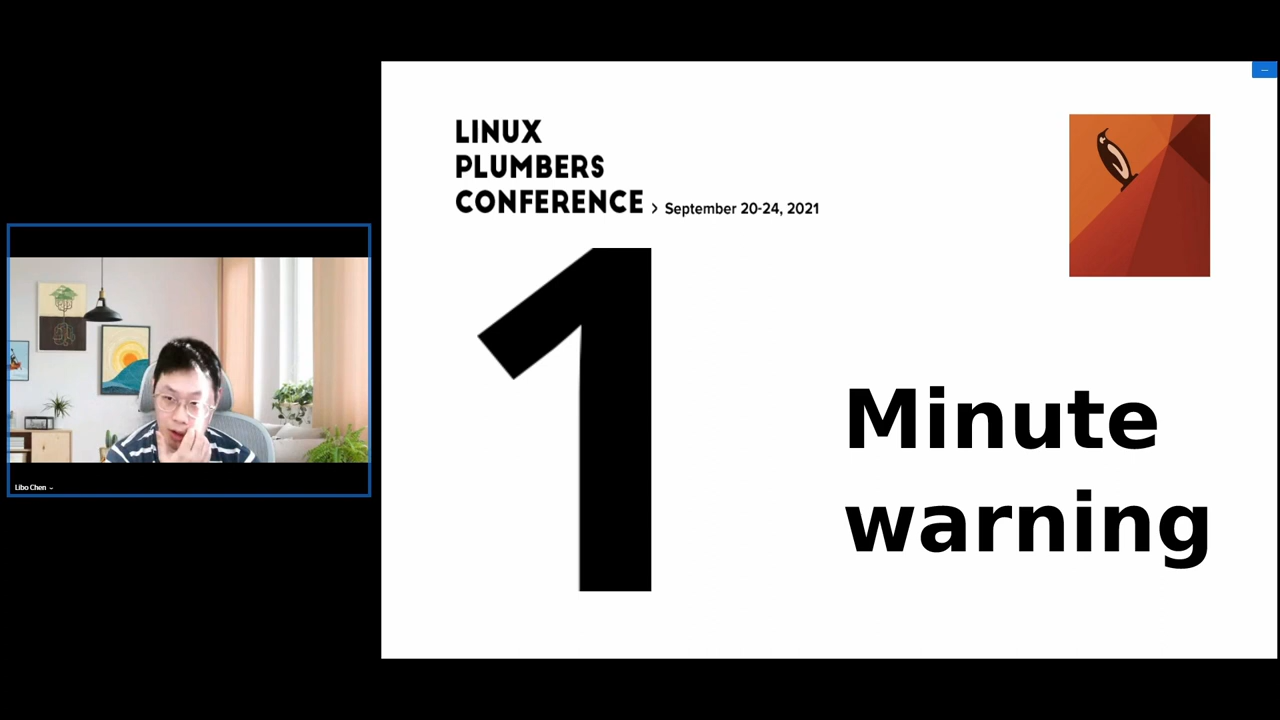 LINUX
PLUMBERS
CONFERENCE > September 20-24, 2021
1
Minute
warning
Libo Chen